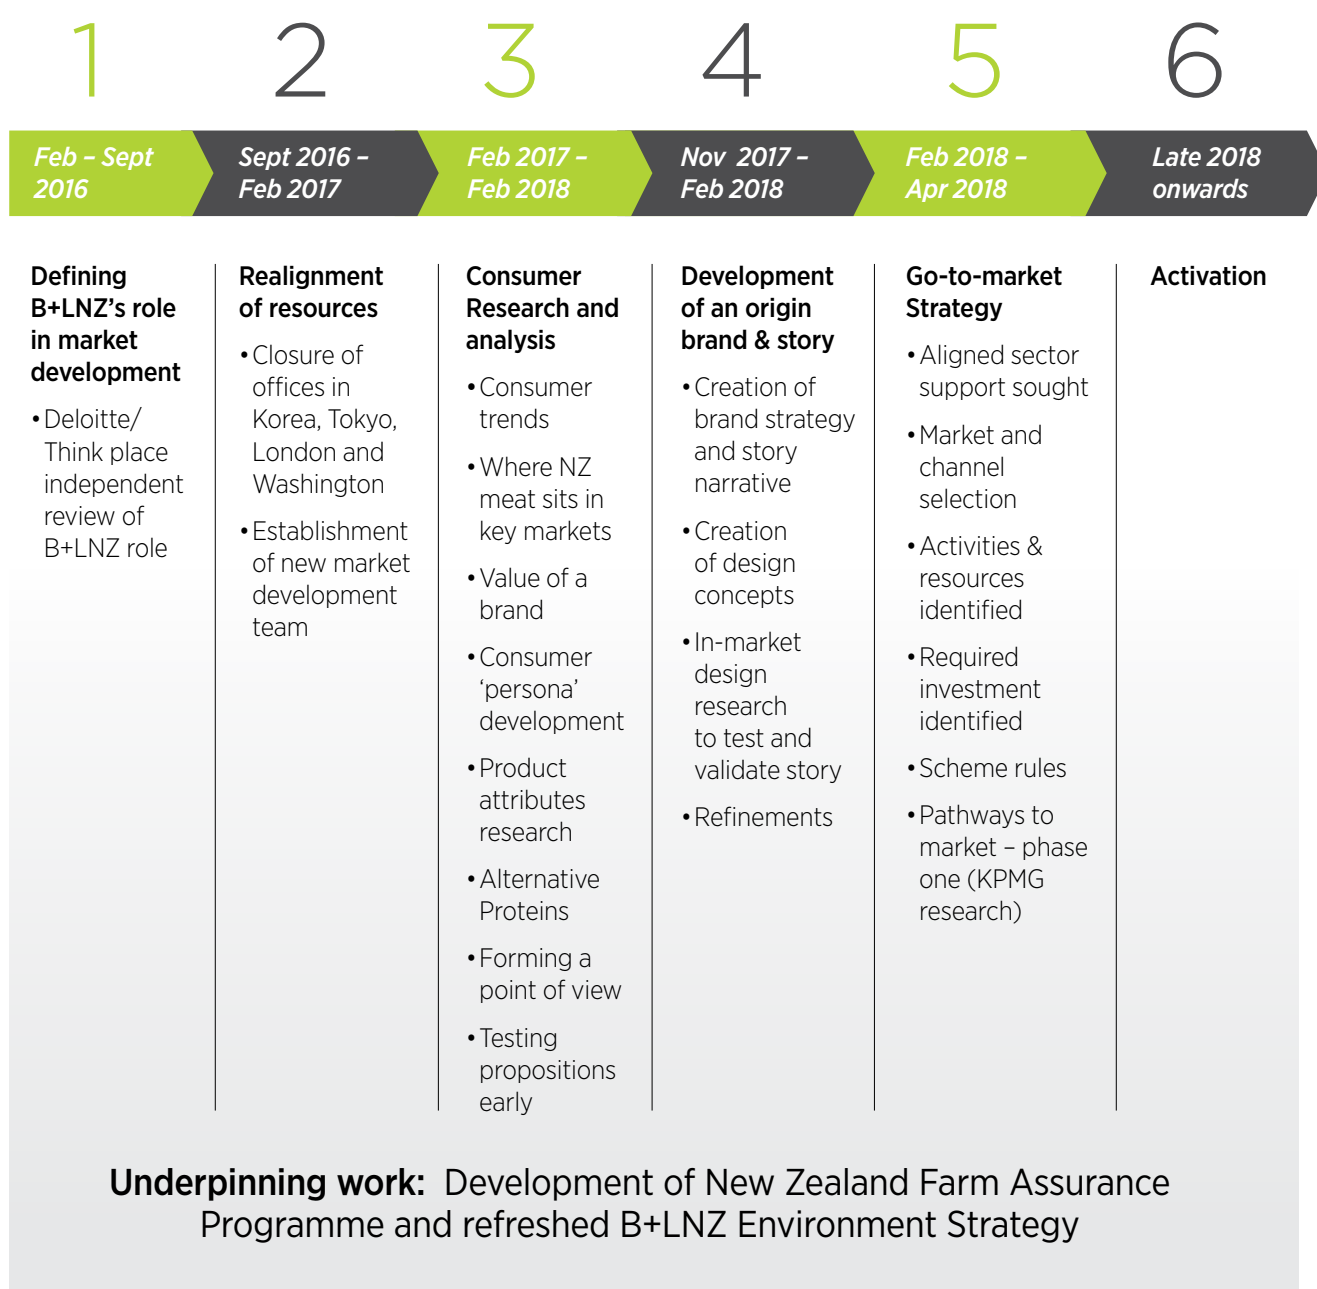 1
2
3
4
5
6
Feb – Sept
2016
Sept 2016 –
Feb 2017
Feb 2017 –
Feb 2018
Nov 2017 –
Feb 2018
Feb 2018 –
Apr 2018
Late 2018
onwards
Defining
B+LNZ’s role
in market
development
• Deloitte/
Think place
independent
review of
B+LNZ role
Realignment
of resources
• Closure of
offices in
Korea, Tokyo,
London and
Washington
• Establishment
of new market
development
team
Consumer
Research and
analysis
• Consumer
trends
• Where NZ
meat sits in
key markets
• Value of a
brand
• Consumer
‘persona’
development
• Product
attributes
research
• Alternative
Proteins
• Forming a
point of view
• Testing
propositions
early
Development
of an origin
brand & story
• Creation of
brand strategy
and story
narrative
• Creation
of design
concepts
• In-market
design
research
to test and
validate story
• Refinements
Go-to-market
Strategy
• Aligned sector
support sought
• Market and
channel
selection
• Activities &
resources
identified
• Required
investment
identified
• Scheme rules
• Pathways to
market – phase
one (KPMG
research)
Activation
Underpinning work: Development of New Zealand Farm Assurance
Programme and refreshed B+LNZ Environment Strategy